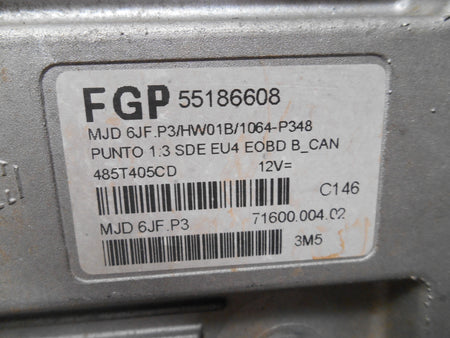 FGP 55186608
MJD 6JF.P3/HW01B/1064-P348
PUNTO 1.3 SDE EU4 EOBD B_CAN
485T405CD 12V=
C146
MJD 6JF.P3 71600.004.02
3M5